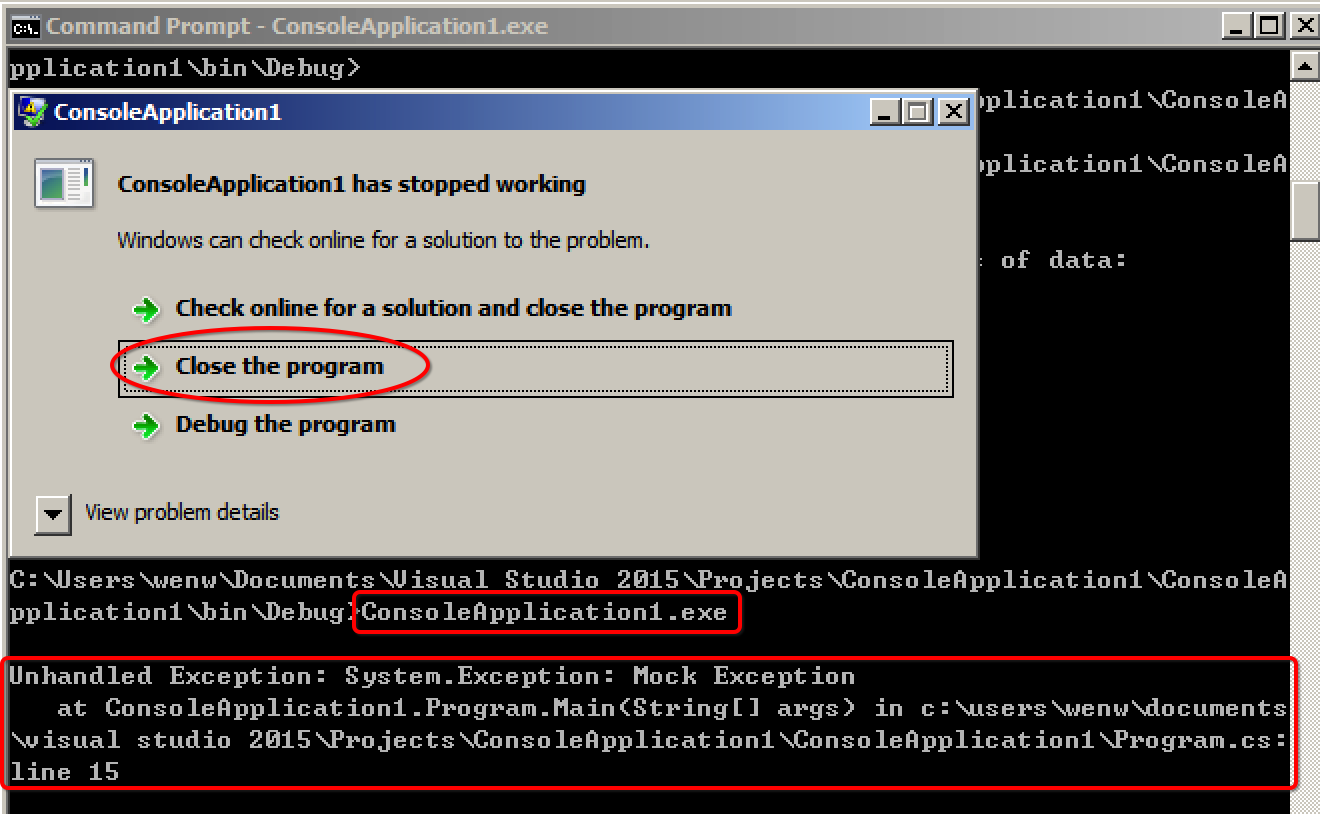 Command Prompt - ConsoleApplication1.exe
pplication1\bin\Debug>
ConsoleApplication1
pplication1\ConsoleA
ConsoleApplication1 has stopped working
pplication1\ConsoleA
Windows can check online for a solution to the problem.
of data:
Check online for a solution and close the program
Close the program
Debug the program
View problem details
C:\Users\wenw\Documents\Visual Studio 2015\Projects\ConsoleApplication1\ConsoleA
pplication1\bin\Debug>ConsoleApplication1.exe
Unhandled Exception: System.Exception: Mock Exception
at ConsoleApplication1.Program.Main(String[] args) in c:\users\wenw\documents
\visual studio 2015\Projects\ConsoleApplication1\ConsoleApplication1\Program.cs:
line 15